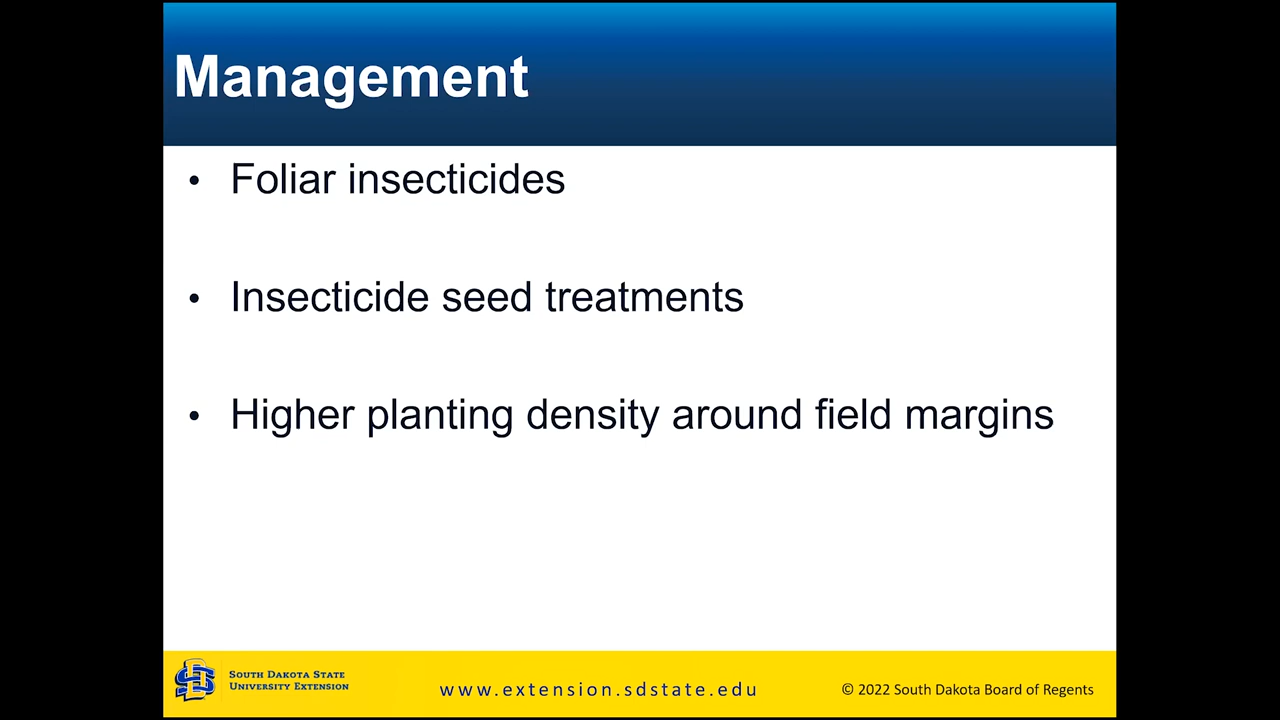 Management
• Foliar insecticides
• Insecticide seed treatments
• Higher planting density around field margins
SOUTH DAKOTA STATE
UNIVERSITY EXTENSION
www.extension.sdstate.edu
© 2022 South Dakota Board of Regents